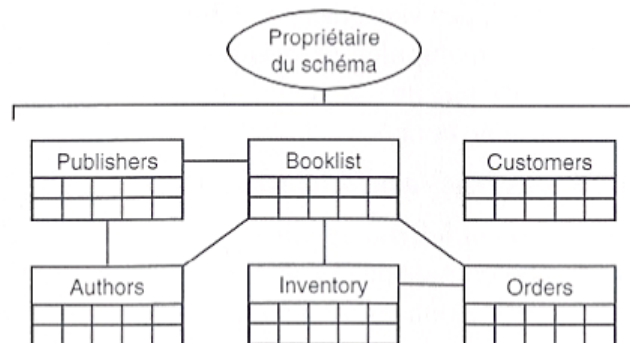 Propriétaire
du schéma
Publishers
Booklist
Customers
Authors
Inventory
Orders